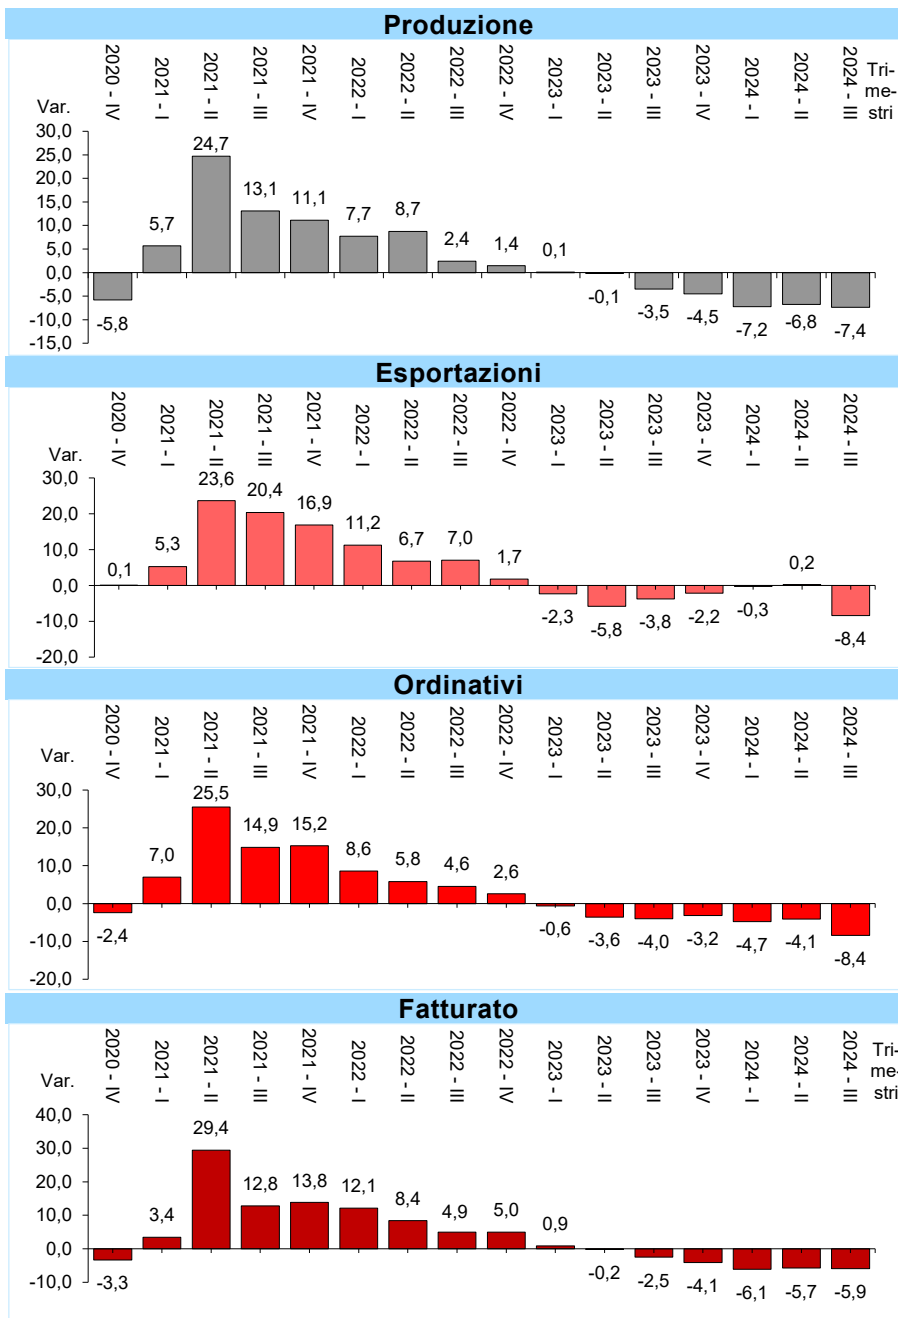 Produzione
2020 - IV 2021 - I 2021 - II 2021 - III 2021 - IV 2022 - I 2022 - II 2022 - III 2022 - IV 2023 - I 2023 - II 2023 - III 2023 - IV 2024 - I 2024 - II 2024 - III
Tri-
me-
stri
Var.
30,0
25,0
20,0
15,0
10,0
5,0
0,0
-5,0
-10,0
-15,0
-5,8 5,7 24,7 13,1 11,1 7,7 8,7 2,4 1,4 0,1 -0,1 -3,5 -4,5 -7,2 -6,8 -7,4
Esportazioni
2020 - IV 2021 - I 2021 - II 2021 - III 2021 - IV 2022 - I 2022 - II 2022 - III 2022 - IV 2023 - I 2023 - II 2023 - III 2023 - IV 2024 - I 2024 - II 2024 - III
Var.
30,0
20,0
10,0
0,0
-10,0
-20,0
0,1 5,3 23,6 20,4 16,9 11,2 6,7 7,0 1,7 -2,3 -5,8 -3,8 -2,2 -0,3 0,2 -8,4
Ordinativi
2020 - IV 2021 - I 2021 - II 2021 - III 2021 - IV 2022 - I 2022 - II 2022 - III 2022 - IV 2023 - I 2023 - II 2023 - III 2023 - IV 2024 - I 2024 - II 2024 - III
Var.
30,0
20,0
10,0
0,0
-10,0
-20,0
-2,4 7,0 25,5 14,9 15,2 8,6 5,8 4,6 2,6 -0,6 -3,6 -4,0 -3,2 -4,7 -4,1 -8,4
Fatturato
2020 - IV 2021 - I 2021 - II 2021 - III 2021 - IV 2022 - I 2022 - II 2022 - III 2022 - IV 2023 - I 2023 - II 2023 - III 2023 - IV 2024 - I 2024 - II 2024 - III
Tri-
me-
stri
Var.
40,0
30,0
20,0
10,0
0,0
-10,0
-3,3 3,4 29,4 12,8 13,8 12,1 8,4 4,9 5,0 0,9 -0,2 -2,5 -4,1 -6,1 -5,7 -5,9